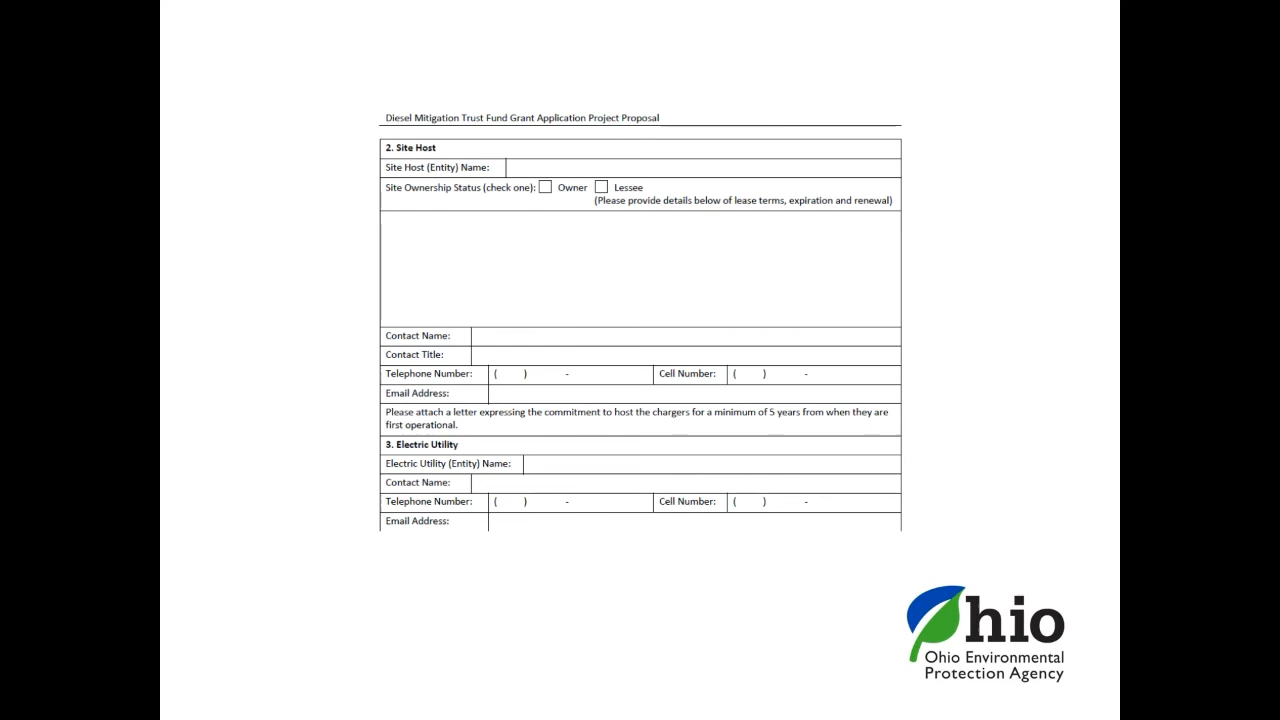 Diesel Mitigation Trust Fund Grant Application Project Proposal
2. Site Host
Site Host (Entity) Name:
Site Ownership Status (check one): Owner Lessee
(Please provide details below of lease terms, expiration and renewal)
Contact Name:
Contact Title:
Telephone Number: ( ) - Cell Number: ( ) -
Email Address:
Please attach a letter expressing the commitment to host the chargers for a minimum of 5 years from when they are
first operational.
3. Electric Utility
Electric Utility (Entity) Name:
Contact Name:
Telephone Number: ( ) - Cell Number: ( ) -
Email Address:
Ohio
Ohio Environmental
Protection Agency